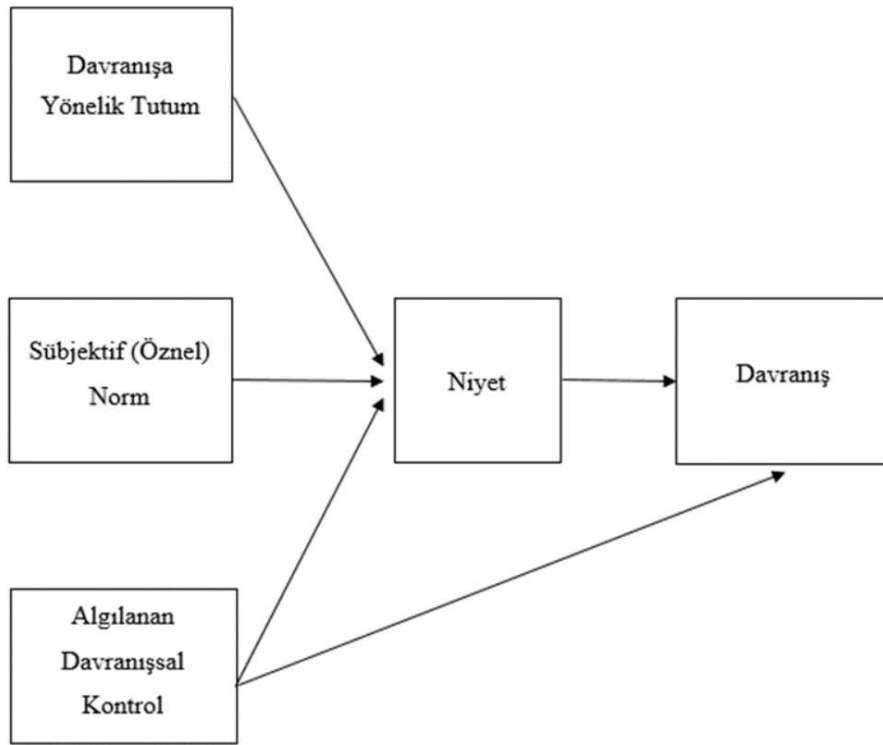 Davranışa
Yönelik Tutum
Sübjektif (Öznel)
Norm
Niyet
Davranış
Algılanan
Davranışsal
Kontrol